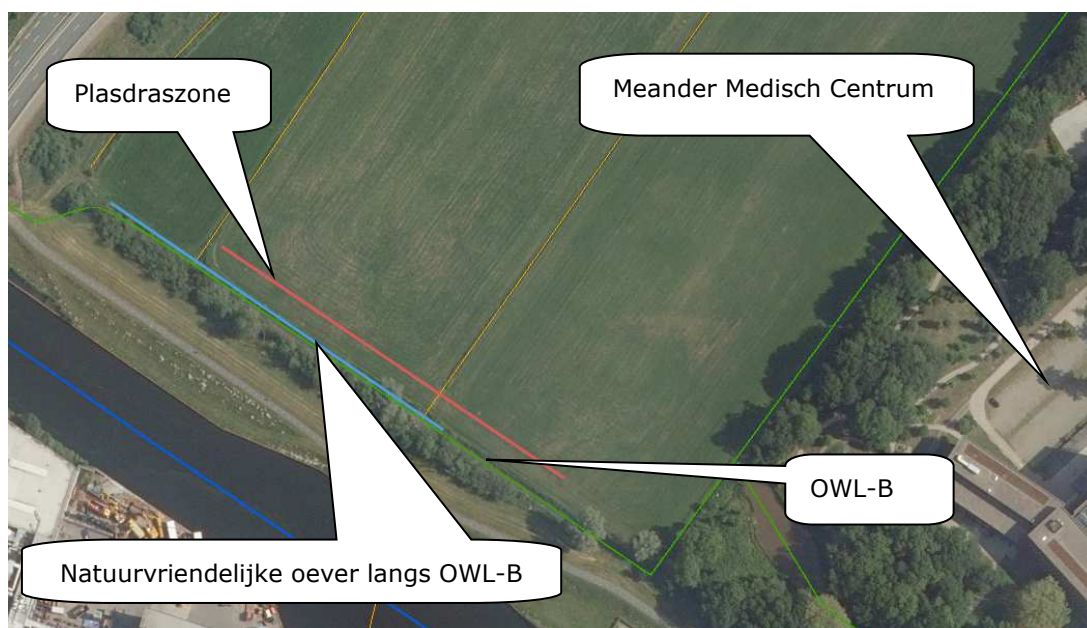 Plasdraszone
Meander Medisch Centrum
OWL-B
Natuurvriendelijke oever langs OWL-B